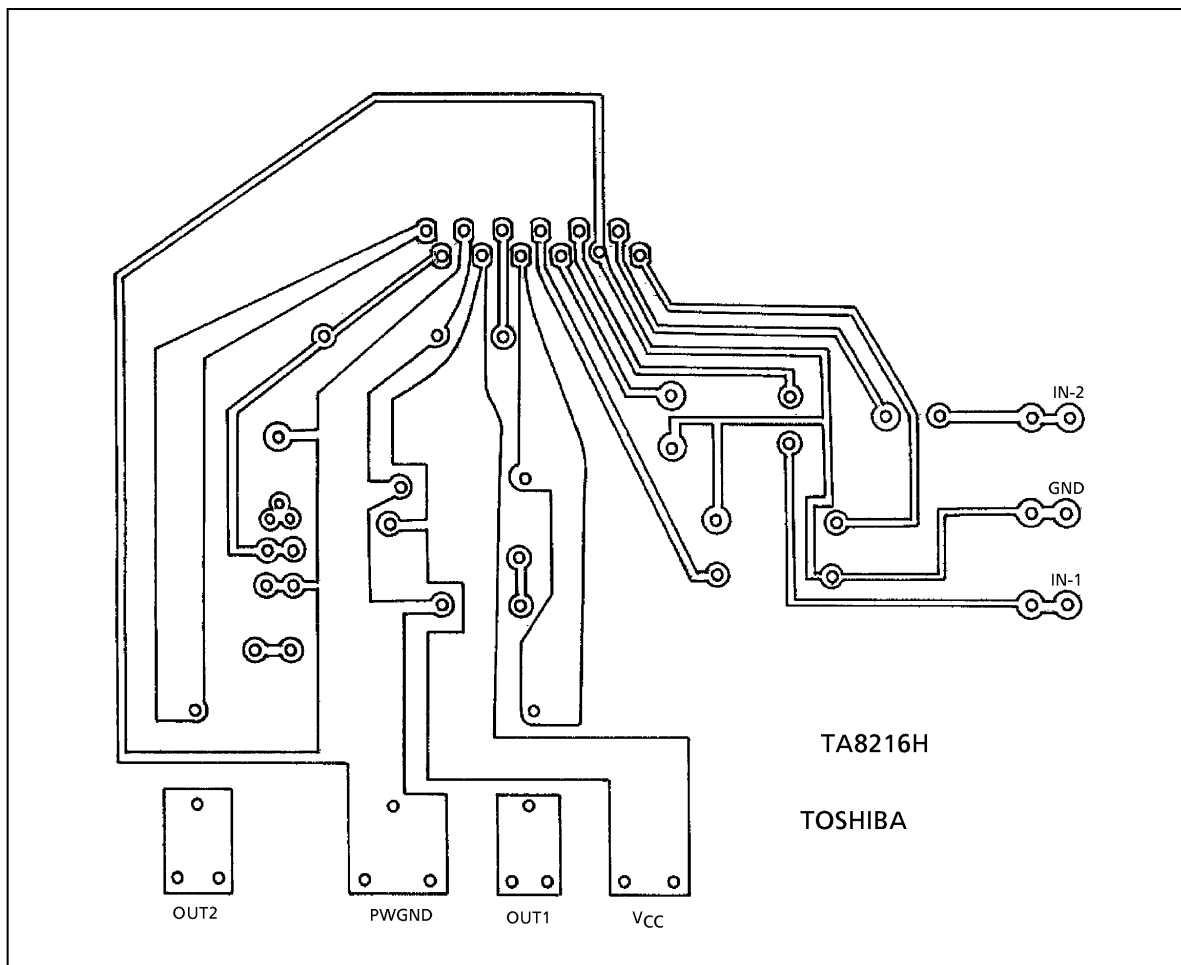 IN-2
GND
IN-1
TA8216H
TOSHIBA
OUT2
PWGND
OUT1
VCC